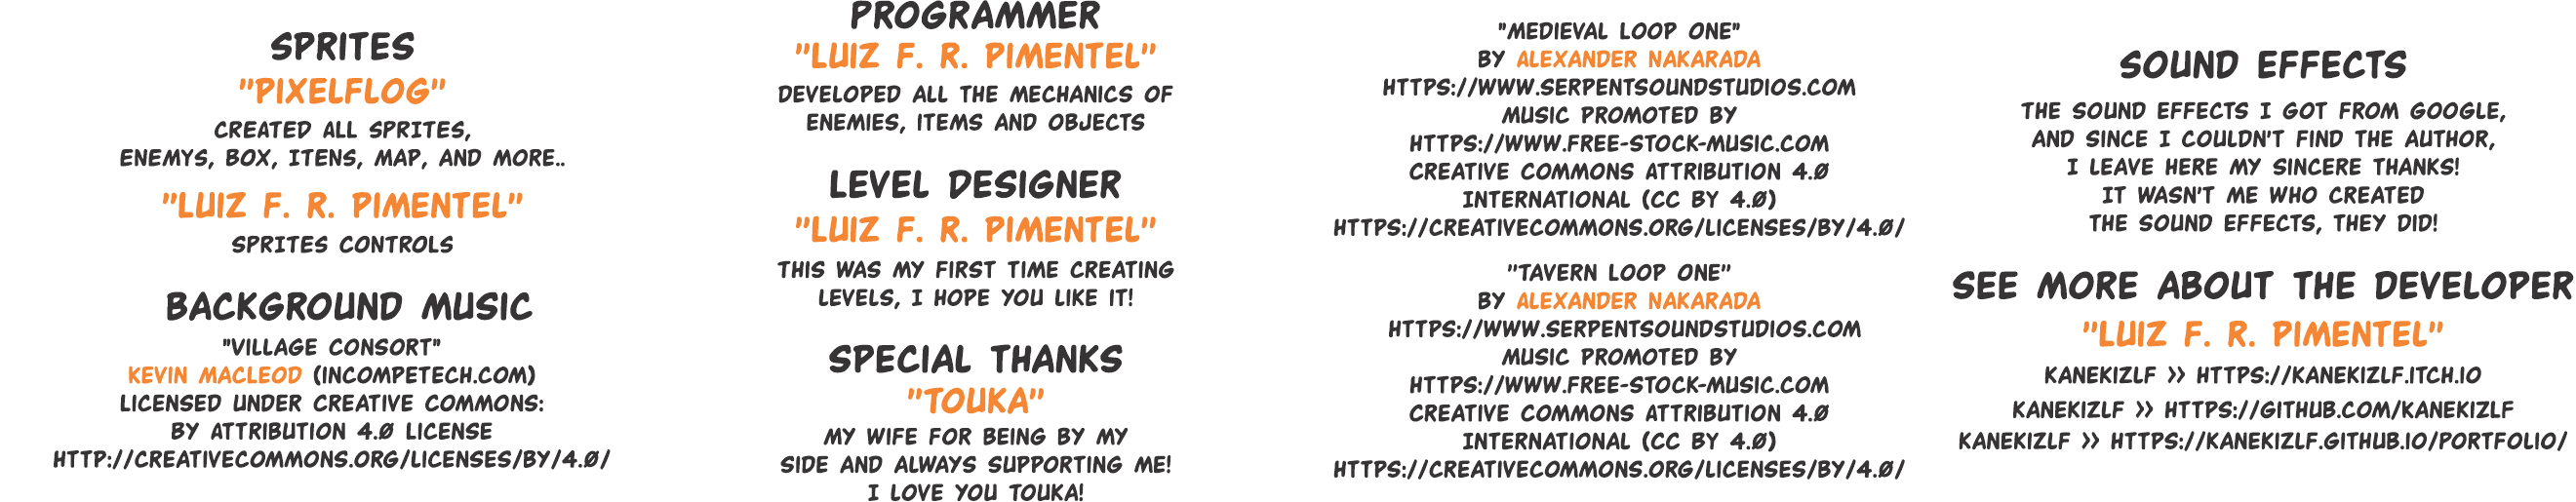 SPRITES
"PIXELFLOG"
CREATED ALL SPRITES,
ENEMYS, BOX, ITENS, MAP, AND MORE..
"LUIZ F. R. PIMENTEL"
SPRITES CONTROLS
BACKGROUND MUSIC
"VILLAGE CONSORT"
KEVIN MACLEOD (INCOMPETECH.COM)
LICENSED UNDER CREATIVE COMMONS:
BY ATTRIBUTION 4.0 LICENSE
HTTP://CREATIVECOMMONS.ORG/LICENSES/BY/4.0/
PROGRAMMER
"LUIZ F. R. PIMENTEL"
DEVELOPED ALL THE MECHANICS OF
ENEMIES, ITEMS AND OBJECTS
LEVEL DESIGNER
"LUIZ F. R. PIMENTEL"
THIS WAS MY FIRST TIME CREATING
LEVELS, I HOPE YOU LIKE IT!
SPECIAL THANKS
"TOUKA"
MY WIFE FOR BEING BY MY
SIDE AND ALWAYS SUPPORTING ME!
I LOVE YOU TOUKA!
"MEDIEVAL LOOP ONE"
BY ALEXANDER NAKARADA
HTTPS://WWW.SERPENTSOUNDSTUDIOS.COM
MUSIC PROMOTED BY
HTTPS://WWW.FREE-STOCK-MUSIC.COM
CREATIVE COMMONS ATTRIBUTION 4.0
INTERNATIONAL (CC BY 4.0)
HTTPS://CREATIVECOMMONS.ORG/LICENSES/BY/4.0/
"TAVERN LOOP ONE"
BY ALEXANDER NAKARADA
HTTPS://WWW.SERPENTSOUNDSTUDIOS.COM
MUSIC PROMOTED BY
HTTPS://WWW.FREE-STOCK-MUSIC.COM
CREATIVE COMMONS ATTRIBUTION 4.0
INTERNATIONAL (CC BY 4.0)
HTTPS://CREATIVECOMMONS.ORG/LICENSES/BY/4.0/
SOUND EFFECTS
THE SOUND EFFECTS I GOT FROM GOOGLE,
AND SINCE I COULDN'T FIND THE AUTHOR,
I LEAVE HERE MY SINCERE THANKS!
IT WASN'T ME WHO CREATED
THE SOUND EFFECTS, THEY DID!
SEE MORE ABOUT THE DEVELOPER
"LUIZ F. R. PIMENTEL"
KANEKIZLF >> HTTPS://KANEKIZLF.ITCH.IO
KANEKIZLF >> HTTPS://GITHUB.COM/KANEKIZLF
KANEKIZLF >> HTTPS://KANEKIZLF.GITHUB.IO/PORTFOLIO/